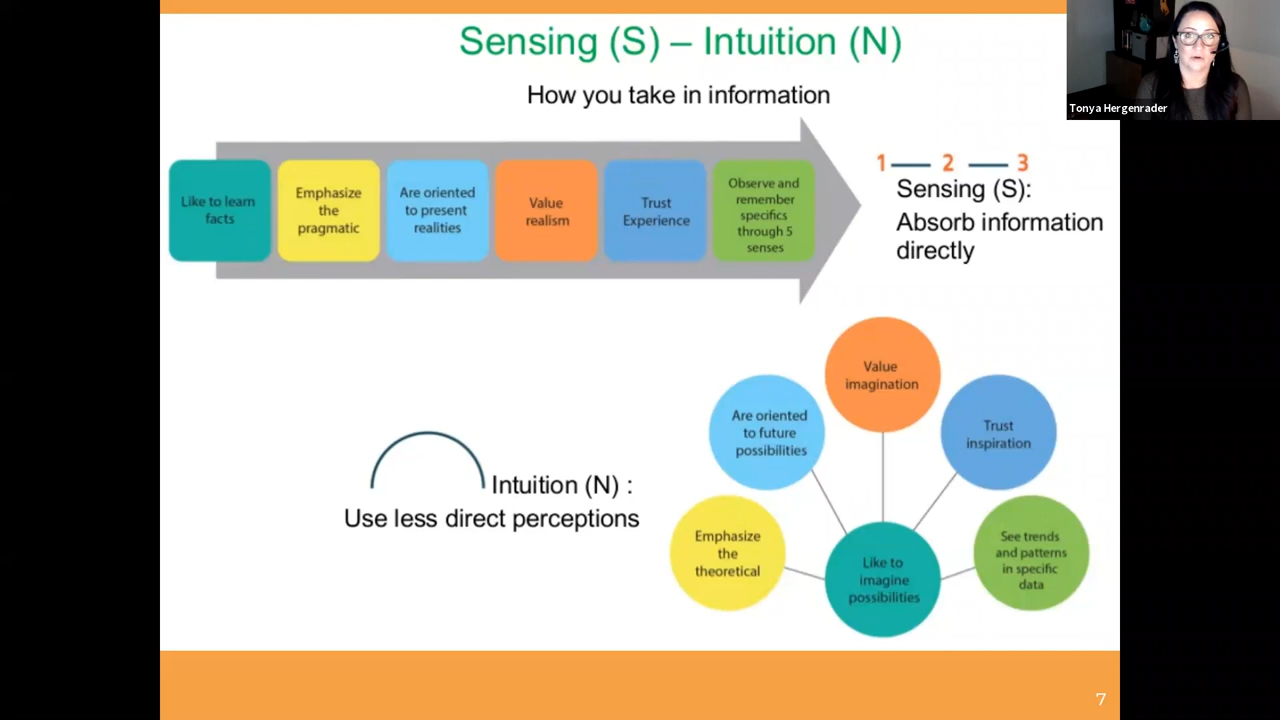 Sensing (S) – Intuition (N)
How you take in information
Tonya Hergenrader
Like to learn
facts
Emphasize
the
pragmatic
Are oriented
to present
realities
Value
realism
Trust
Experience
Observe and
remember
specifics
through 5
senses
1 2 3
Sensing (S):
Absorb information
directly
Intuition (N) :
Use less direct perceptions
Emphasize
the
theoretical
Are oriented
to future
possibilities
Value
imagination
Trust
inspiration
See trends
and patterns
in specific
data
Like to
imagine
possibilities
7